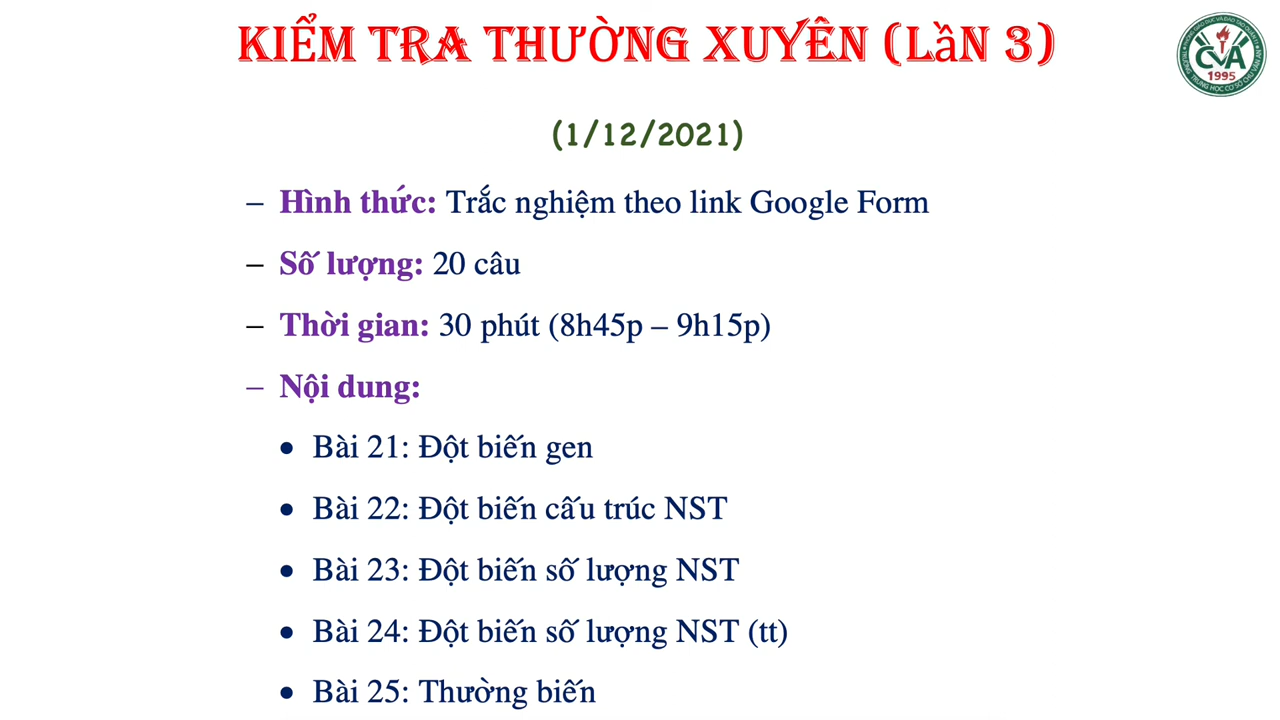 KIỂM TRA THƯỜNG XUYÊN (LẦN 3)
CVA
1995
(1/12/2021)
– Hình thức: Trắc nghiệm theo link Google Form
– Số lượng: 20 câu
– Thời gian: 30 phút (8h45p – 9h15p)
– Nội dung:
• Bài 21: Đột biến gen
• Bài 22: Đột biến cấu trúc NST
• Bài 23: Đột biến số lượng NST
• Bài 24: Đột biến số lượng NST (tt)
• Bài 25: Thường biến